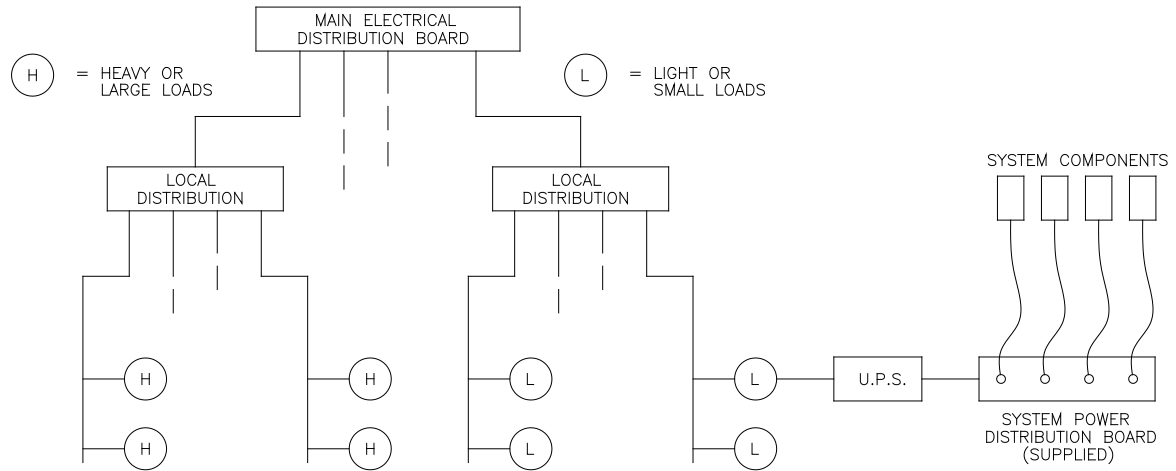 MAIN ELECTRICAL
DISTRIBUTION BOARD
H
= HEAVY OR
LARGE LOADS
L
= LIGHT OR
SMALL LOADS
SYSTEM COMPONENTS
LOCAL
DISTRIBUTION
LOCAL
DISTRIBUTION
H
H
L
L
U.P.S.
H
H
L
L
SYSTEM POWER
DISTRIBUTION BOARD
(SUPPLIED)